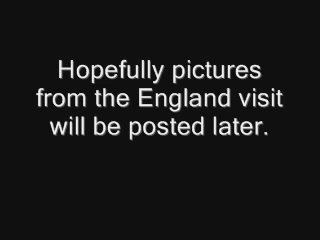 Hopefully pictures
from the England visit
will be posted later.